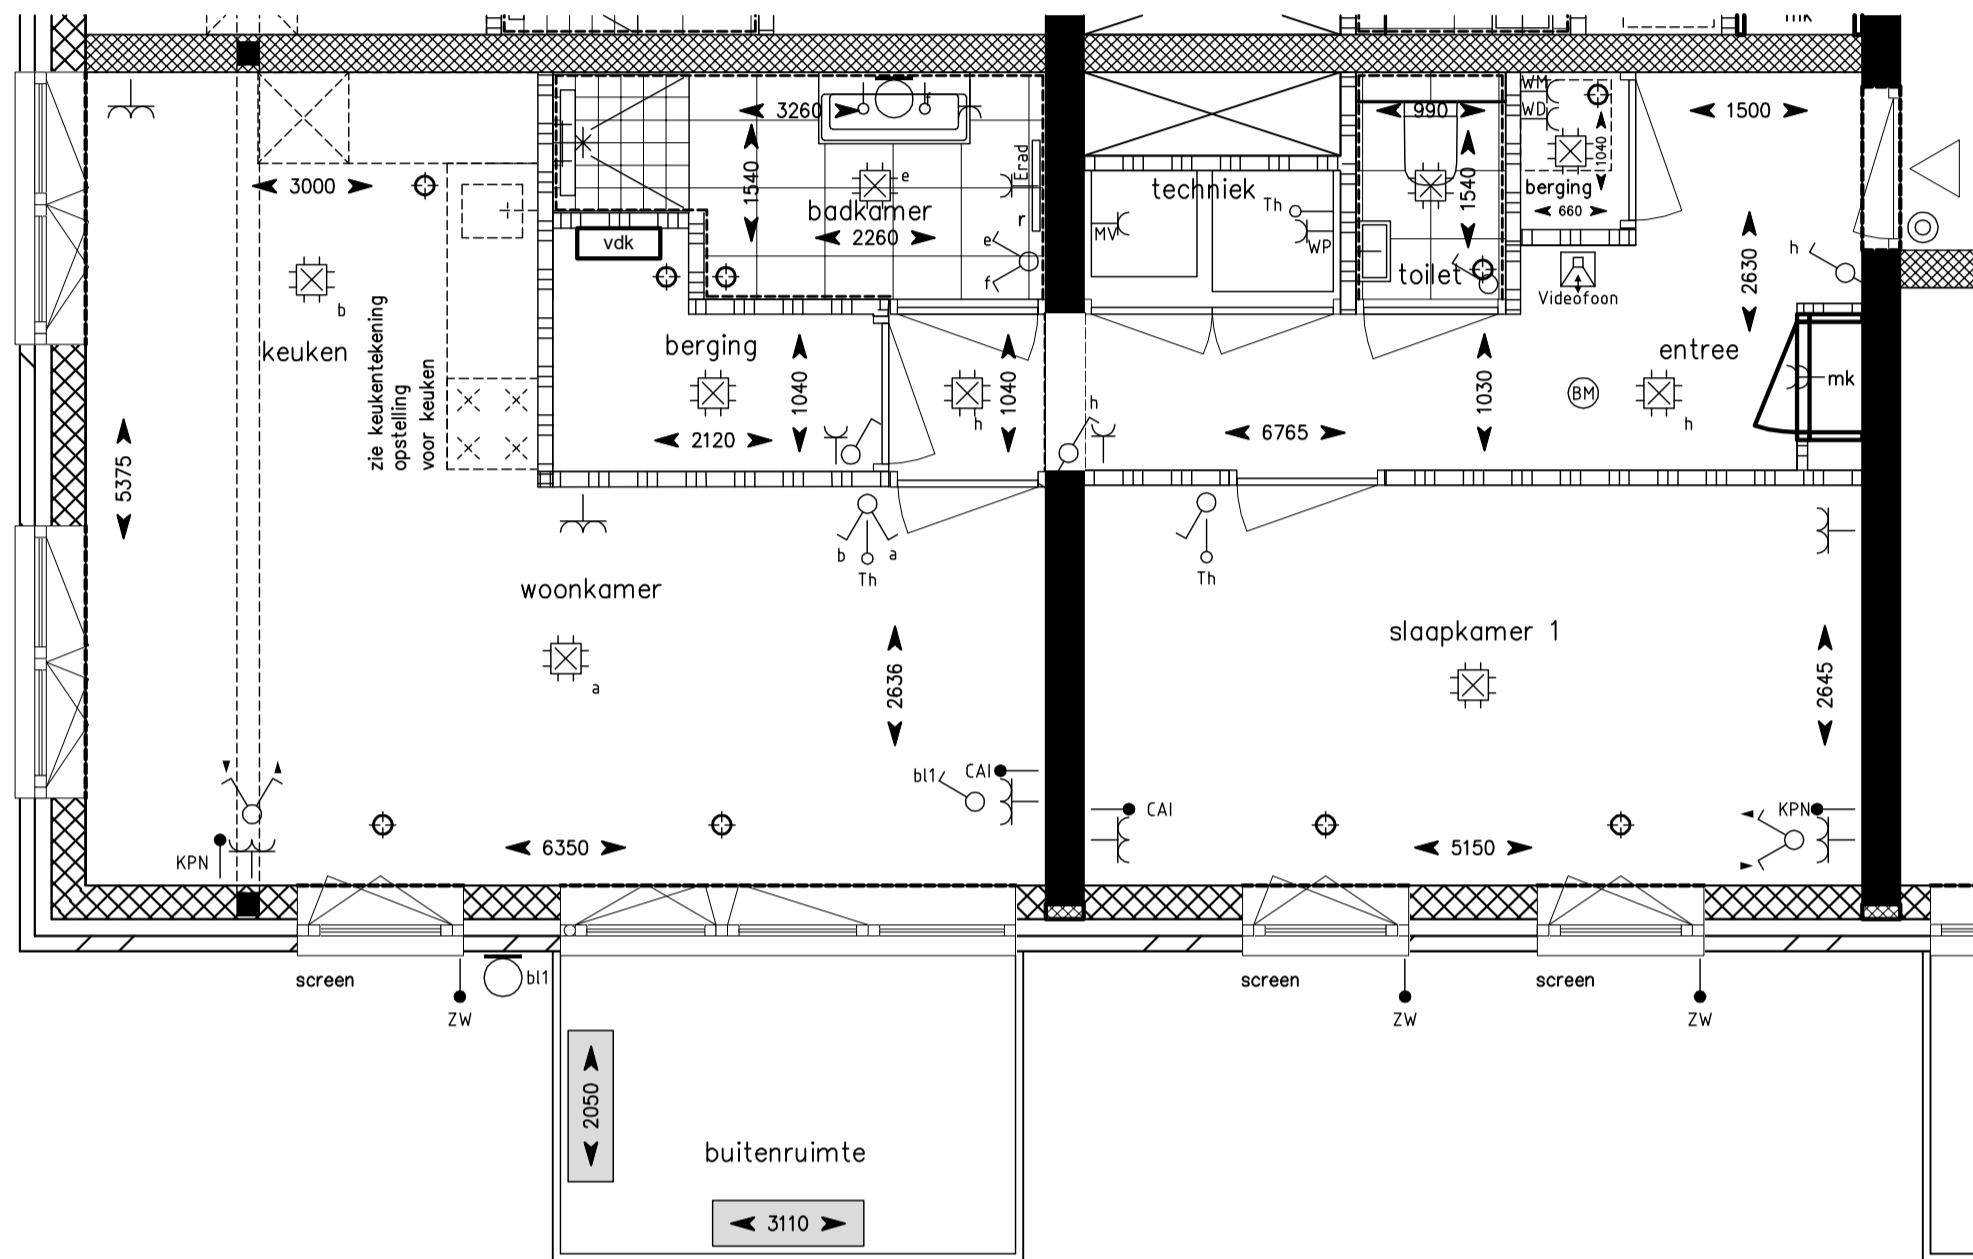 mk
3260
f
990
WM
WD
1040
1500
3000
1540
e
Erad
techniek
Th
1540
berging
badkamer
r
660
vdk
2260
e
MV
WP
toilet
h
2630
f
Videofoon
b
keuken
zie keukentekening
opstelling
voor keuken
berging
1040
1040
1030
entree
mk
BM
h
h
h
2120
6765
5375
b
a
Th
Th
woonkamer
slaapkamer 1
a
2636
2645
bl1
CAI
CAI
KPN
KPN
6350
5150
screen
bl1
screen
screen
ZW
ZW
ZW
2050
buitenruimte
3110